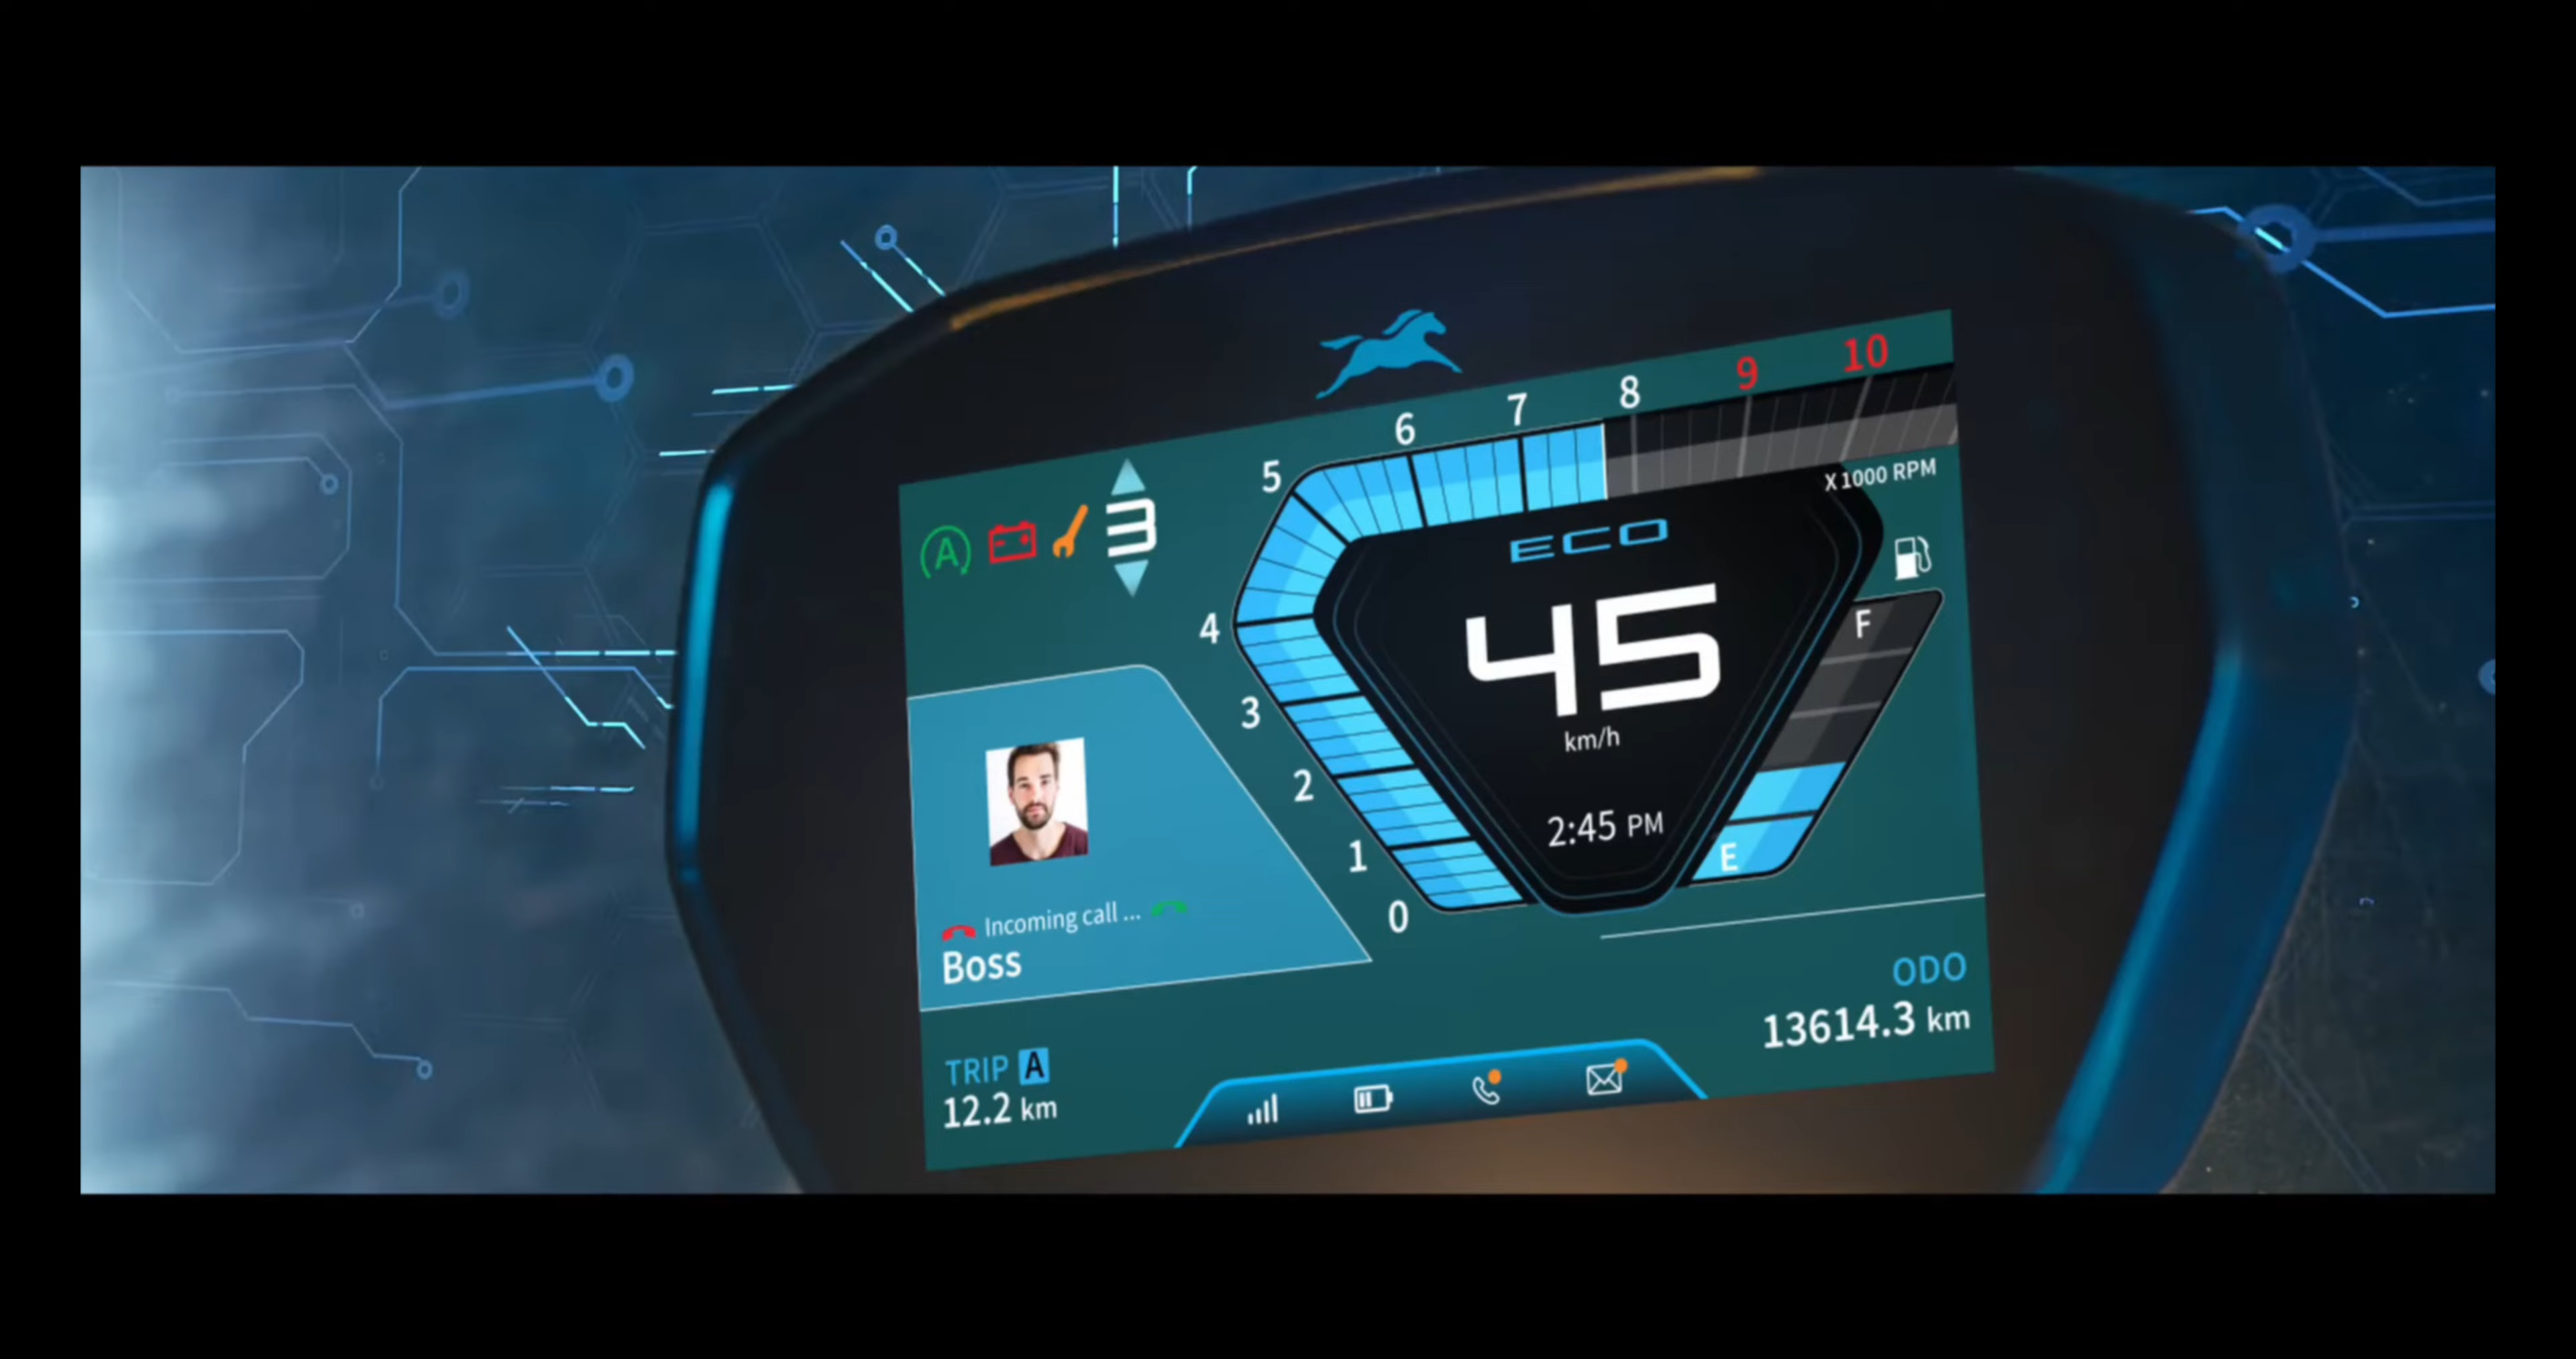 5 6 7 8 9 10
X 1000 RPM
A
3
ECO
4
45
F
km/h
3
2
2:45 PM
1
E
0
Incoming call ...
Boss
ODO
13614.3 km
TRIP A
12.2 km